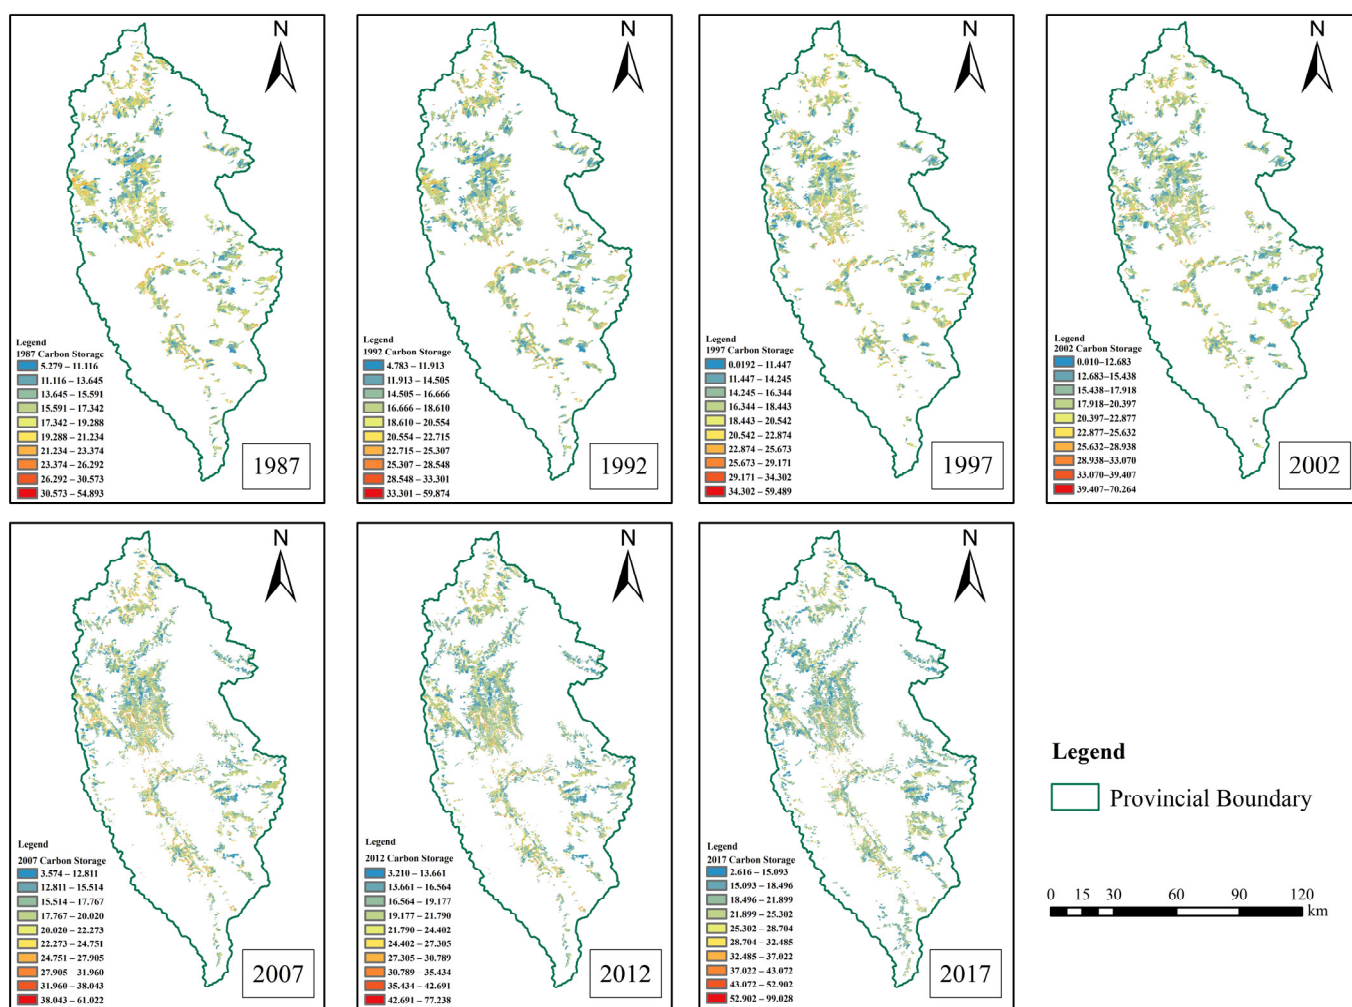 N
Legend
1987 Carbon Storage
5.279 – 11.116
11.116 – 13.645
13.645 – 15.591
15.591 – 17.342
17.342 – 19.288
19.288 – 21.234
21.234 – 23.374
23.374 – 26.292
26.292 – 30.573
30.573 – 54.893
1987
N
Legend
1992 Carbon Storage
4.783 – 11.913
11.913 – 14.505
14.505 – 16.666
16.666 – 18.610
18.610 – 20.554
20.554 – 22.715
22.715 – 25.307
25.307 – 28.548
28.548 – 33.301
33.301 – 59.874
1992
N
Legend
1997 Carbon Storage
0.0192 – 11.447
11.447 – 14.245
14.245 – 16.344
16.344 – 18.443
18.443 – 20.542
20.542 – 22.874
22.874 – 25.673
25.673 – 29.171
29.171 – 34.302
34.302 – 59.489
1997
N
Legend
2002 Carbon Storage
0.010–12.683
12.683–15.438
15.438–17.918
17.918–20.397
20.397–22.877
22.877–25.632
25.632–28.938
28.938–33.070
33.070–39.407
39.407–70.264
2002
N
Legend
2007 Carbon Storage
3.574 – 12.811
12.811 – 15.514
15.514 – 17.767
17.767 – 20.020
20.020 – 22.273
22.273 – 24.751
24.751 – 27.905
27.905 – 31.960
31.960 – 38.043
38.043 – 61.022
2007
N
Legend
2012 Carbon Storage
3.210 – 13.661
13.661 – 16.564
16.564 – 19.177
19.177 – 21.790
21.790 – 24.402
24.402 – 27.305
27.305 – 30.789
30.789 – 35.434
35.434 – 42.691
42.691 – 77.238
2012
N
Legend
2017 Carbon Storage
2.616 – 15.093
15.093 – 18.496
18.496 – 21.899
21.899 – 25.302
25.302 – 28.704
28.704 – 32.485
32.485 – 37.022
37.022 – 43.072
43.072 – 52.902
52.902 – 99.028
2017
Legend
Provincial Boundary
0 15 30 60 90 120
km